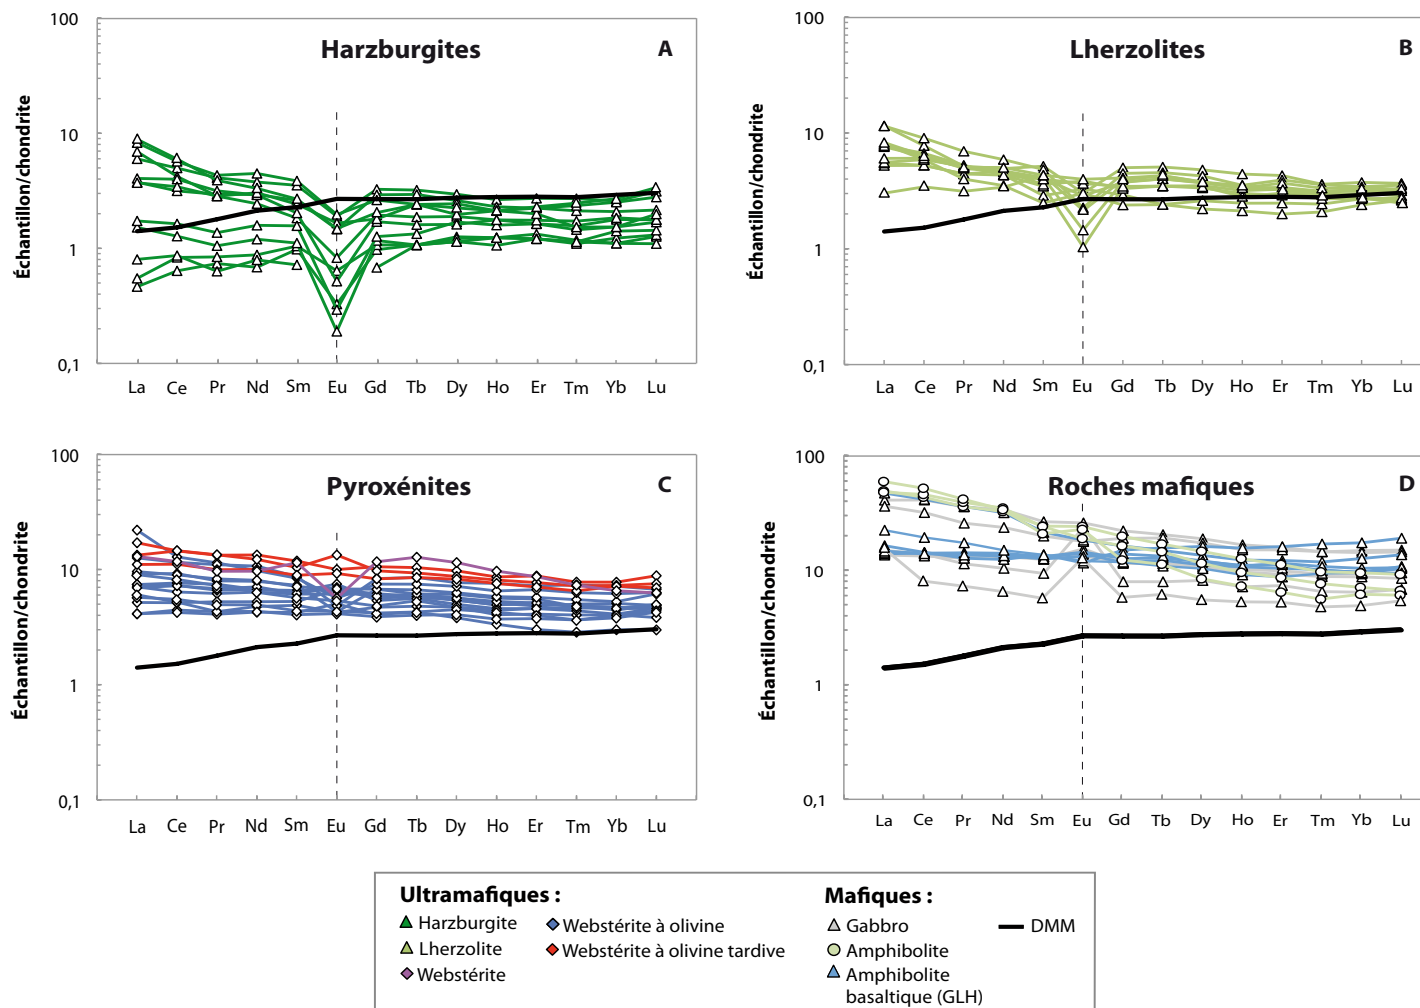 Harzburgites
A
Échantillon/chondrite
100
10
1
0,1
La Ce Pr Nd Sm Eu Gd Tb Dy Ho Er Tm Yb Lu
Lherzolites
B
Échantillon/chondrite
100
10
1
0,1
La Ce Pr Nd Sm Eu Gd Tb Dy Ho Er Tm Yb Lu
Pyroxénites
C
Échantillon/chondrite
100
10
1
0,1
La Ce Pr Nd Sm Eu Gd Tb Dy Ho Er Tm Yb Lu
Roches mafiques
D
Échantillon/chondrite
100
10
1
0,1
La Ce Pr Nd Sm Eu Gd Tb Dy Ho Er Tm Yb Lu
Ultramafiques :
Harzburgite
Lherzolite
Webstérite
Webstérite à olivine
Webstérite à olivine tardive
Mafiques :
Gabbro
Amphibolite
Amphibolite
basaltique (GLH)
DMM